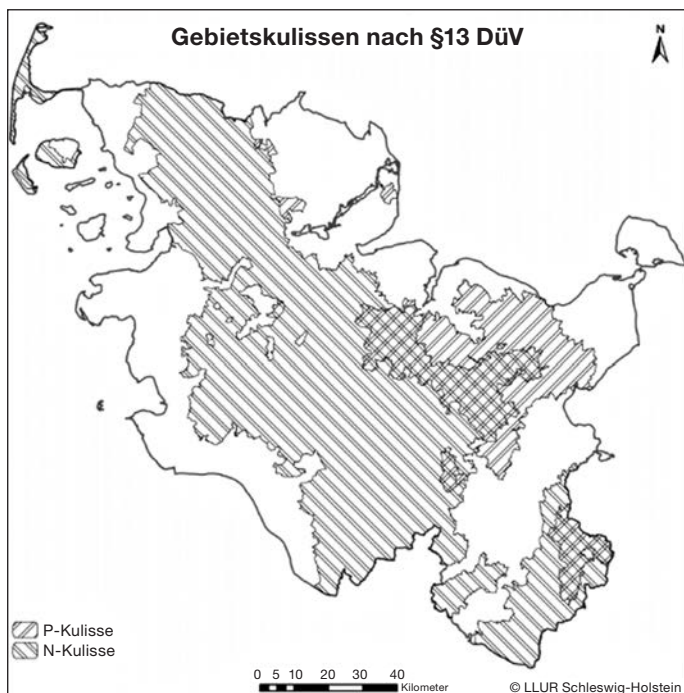 Gebietskulissen nach §13 DüV
N
P-Kulisse
N-Kulisse
0 5 10 20 30 40
Kilometer
© LLUR Schleswig-Holstein